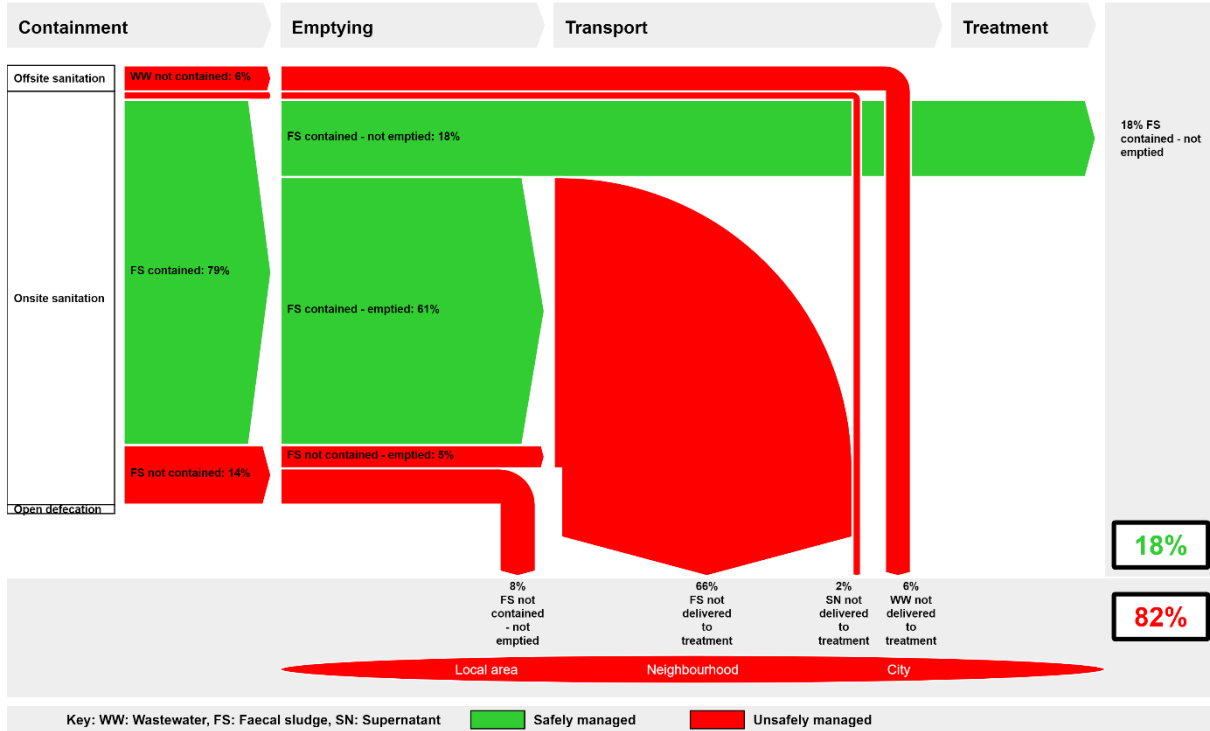 Containment
Emptying
Transport
Treatment
Offsite sanitation
WW not contained: 6%
FS contained - not emptied: 18%
18% FS
contained - not
emptied
Onsite sanitation
FS contained: 79%
FS contained - emptied: 61%
FS not contained - emptied: 5%
FS not contained: 14%
Open defecation
18%
8%
FS not
contained
- not
emptied
66%
FS not
delivered
to
treatment
2%
SN not
delivered
to
treatment
6%
WW not
delivered
to
treatment
82%
Local area
Neighbourhood
City
Key: WW: Wastewater, FS: Faecal sludge, SN: Supernatant
Safely managed
Unsafely managed